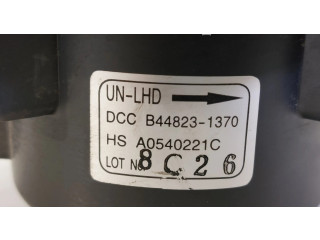 UN-LHD
DCC B44823-1370
HS A0540221C
LOT No. 8C26